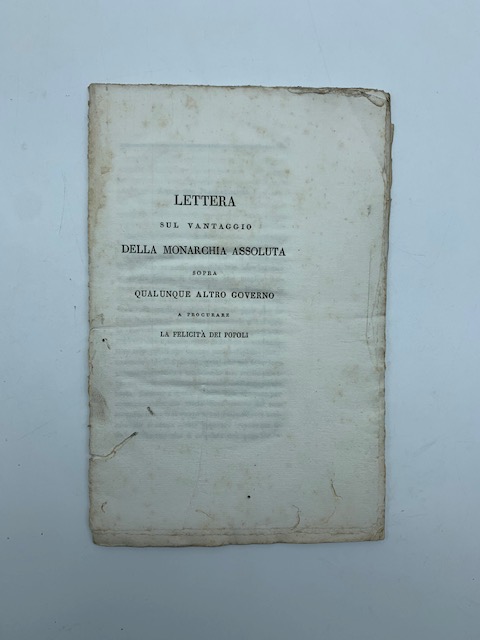 LETTERA
SUL VANTAGGIO
DELLA MONARCHIA ASSOLUTA
SOPRA
QUALUNQUE ALTRO GOVERNO
A PROCURARE
LA FELICITÀ DEI POPOLI